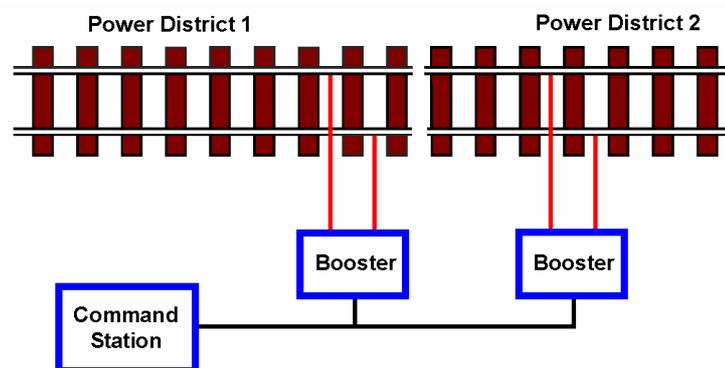 Power District 1
Power District 2
Booster
Booster
Command
Station